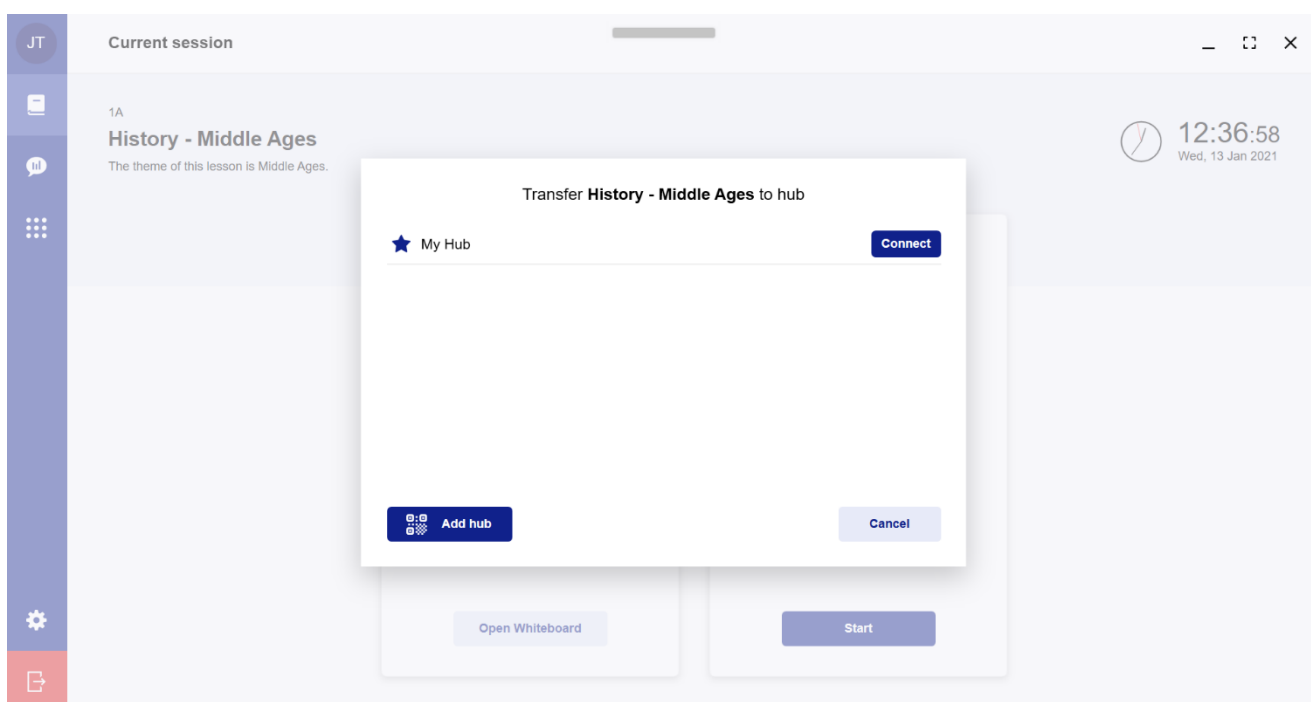 JT
Current session
1A
History - Middle Ages
The theme of this lesson is Middle Ages.
12:36:58
Wed, 13 Jan 2021
Transfer History - Middle Ages to hub
My Hub
Connect
Add hub
Cancel
Open Whiteboard
Start